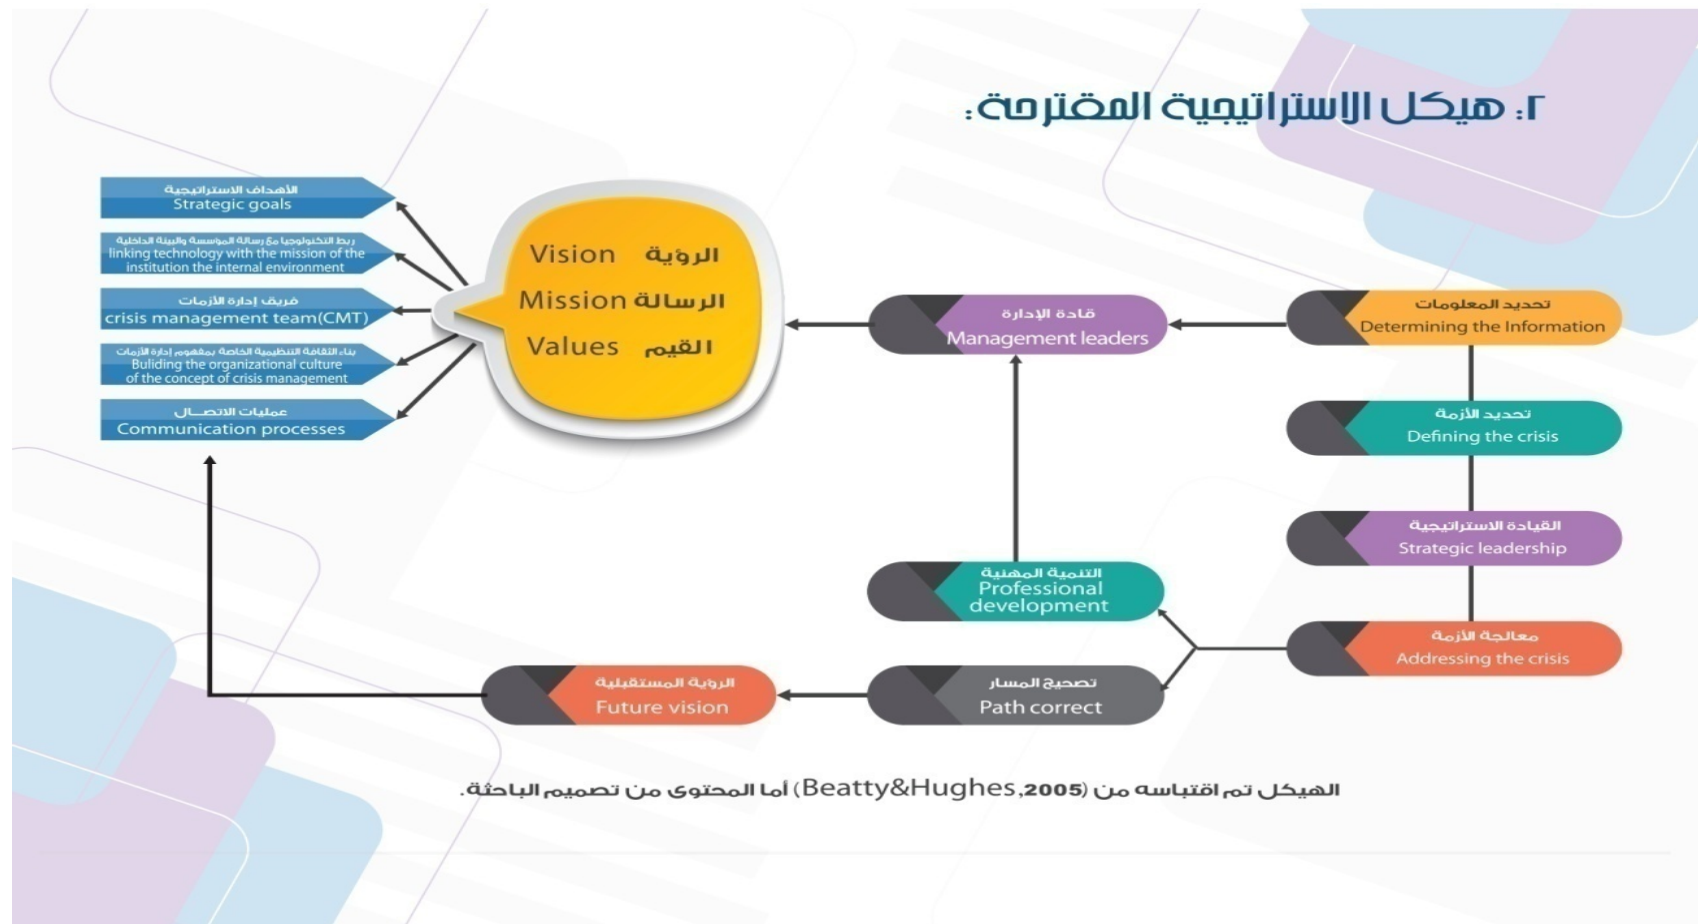 ٢: هيكل الإستراتيجية المقترحة:
تحديد المعلومات
Determining the Information
تحديد الأزمة
Defining the crisis
القيادة الاستراتيجية
Strategic leadership
معالجة الأزمة
Addressing the crisis
قادة الإدارة
Management leaders
التنمية المهنية
Professional
development
تصحيح المسار
Path correct
الرؤية المستقبلية
Future vision
الرؤية Vision
الرسالة Mission
القيم Values
الأهداف الاستراتيجية
Strategic goals
ربط التكنولوجيا مع رسالة المؤسسة والبيئة الداخلية
linking technology with the mission of the
institution the internal environment
فريق إدارة الأزمات
crisis management team(CMT)
بناء الثقافة التنظيمية الخاصة بمفهوم إدارة الأزمات
Buliding the organizational culture
of the concept of crisis management
عمليات الاتصـــال
Communication processes
الهيكل تم اقتباسه من (Beatty&Hughes,2005) أما المحتوى من تصميم الباحثة.